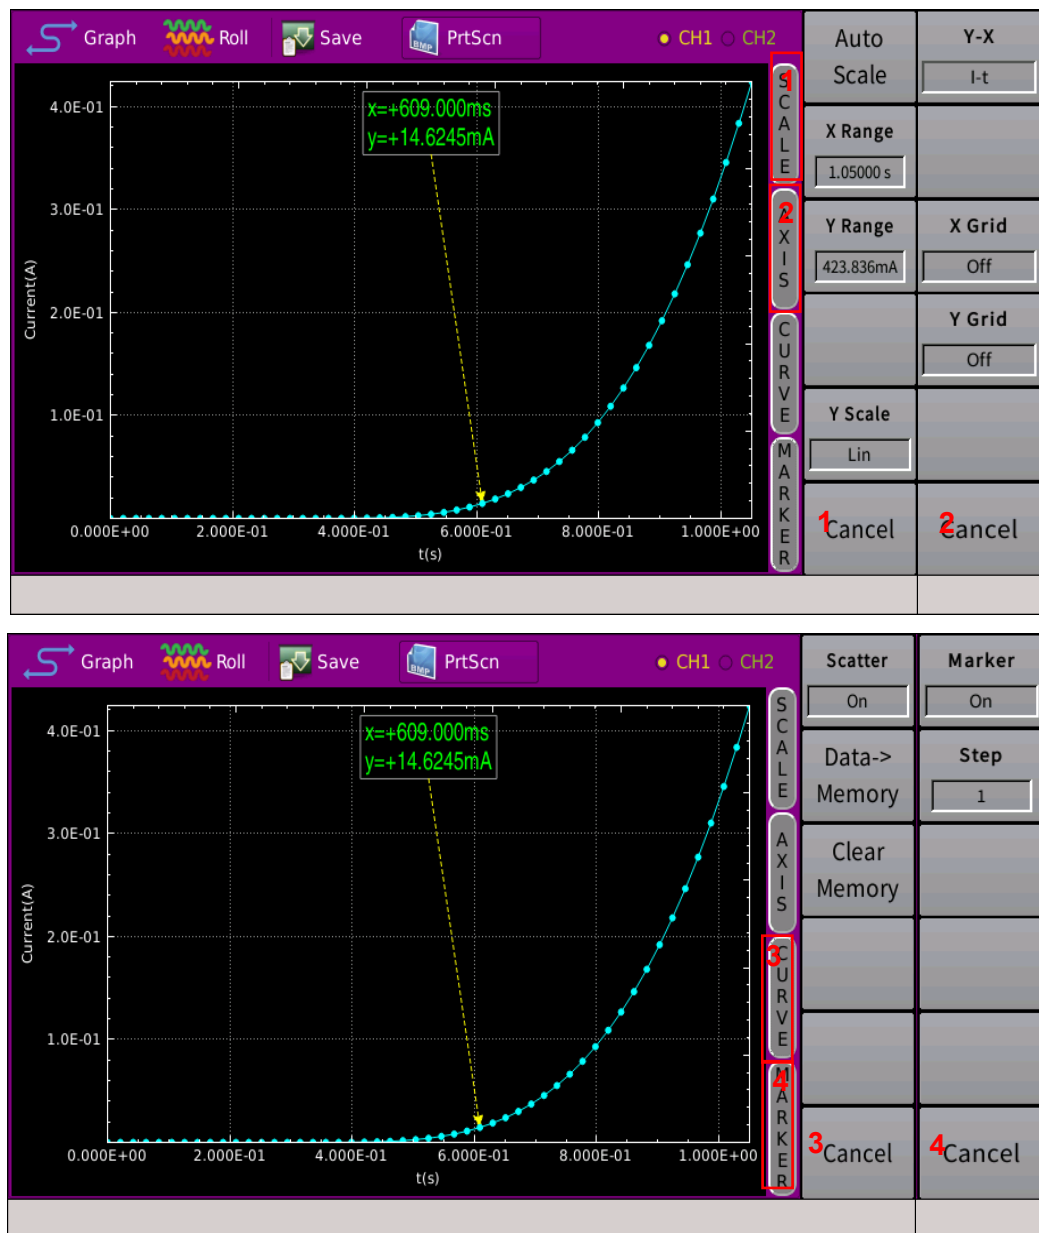 Graph Roll Save PrtScn CH1 CH2
4.0E-01
3.0E-01
2.0E-01
1.0E-01
Current(A)
x=+609.000ms
y=+14.6245mA
0.000E+00 2.000E-01 4.000E-01 6.000E-01 8.000E-01 1.000E+00
t(s)
1
SCALE
2
AXIS
CURVE
MARKER
Auto
Scale
X Range
1.05000 s
Y Range
423.836mA
Y Scale
Lin
1
Cancel
Y-X
I-t
X Grid
Off
Y Grid
Off
2
Cancel
Graph Roll Save PrtScn CH1 CH2
4.0E-01
3.0E-01
2.0E-01
1.0E-01
Current(A)
x=+609.000ms
y=+14.6245mA
0.000E+00 2.000E-01 4.000E-01 6.000E-01 8.000E-01 1.000E+00
t(s)
SCALE
AXIS
3
CURVE
4
MARKER
Scatter
On
Data->
Memory
Clear
Memory
3
Cancel
Marker
On
Step
1
4
Cancel